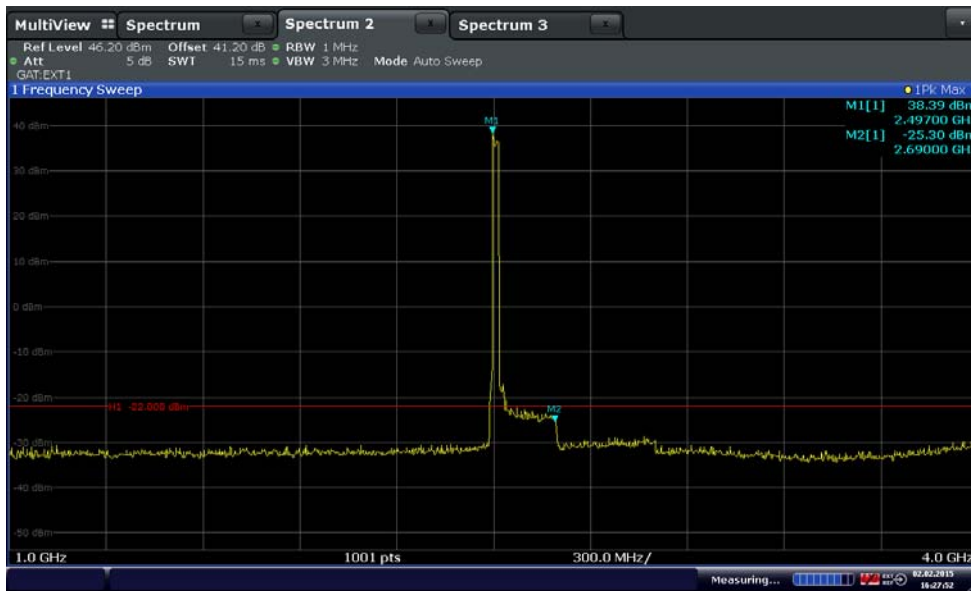 MultiView Spectrum x Spectrum 2 x Spectrum 3 x
Ref Level 46.20 dBm Offset 41.20 dB RBW 1 MHz
Att 5 dB SWT 15 ms VBW 3 MHz Mode Auto Sweep
GAT:EXT1
1 Frequency Sweep 1Pk Max
M1[1] 38.39 dBm
2.49700 GH
M2[1] -25.30 dBm
2.69000 GH
M1
40 dBm
30 dBm
20 dBm
10 dBm
0 dBm
-10 dBm
-20 dBm
H1 -22.000 dBm
M2
-30 dBm
-40 dBm
-50 dBm
1.0 GHz 1001 pts 300.0 MHz/ 4.0 GHz
Measuring... EXT REF 02.02.2015
16:27:52